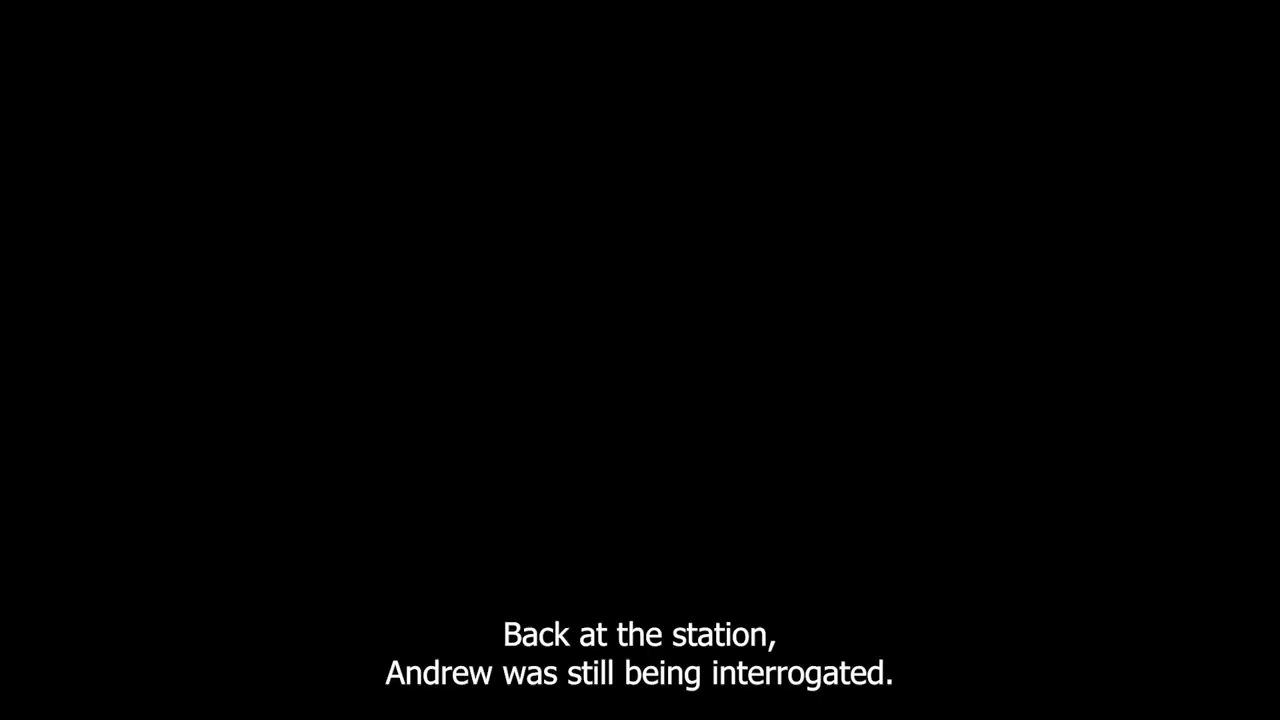 Back at the station,
Andrew was still being interrogated.